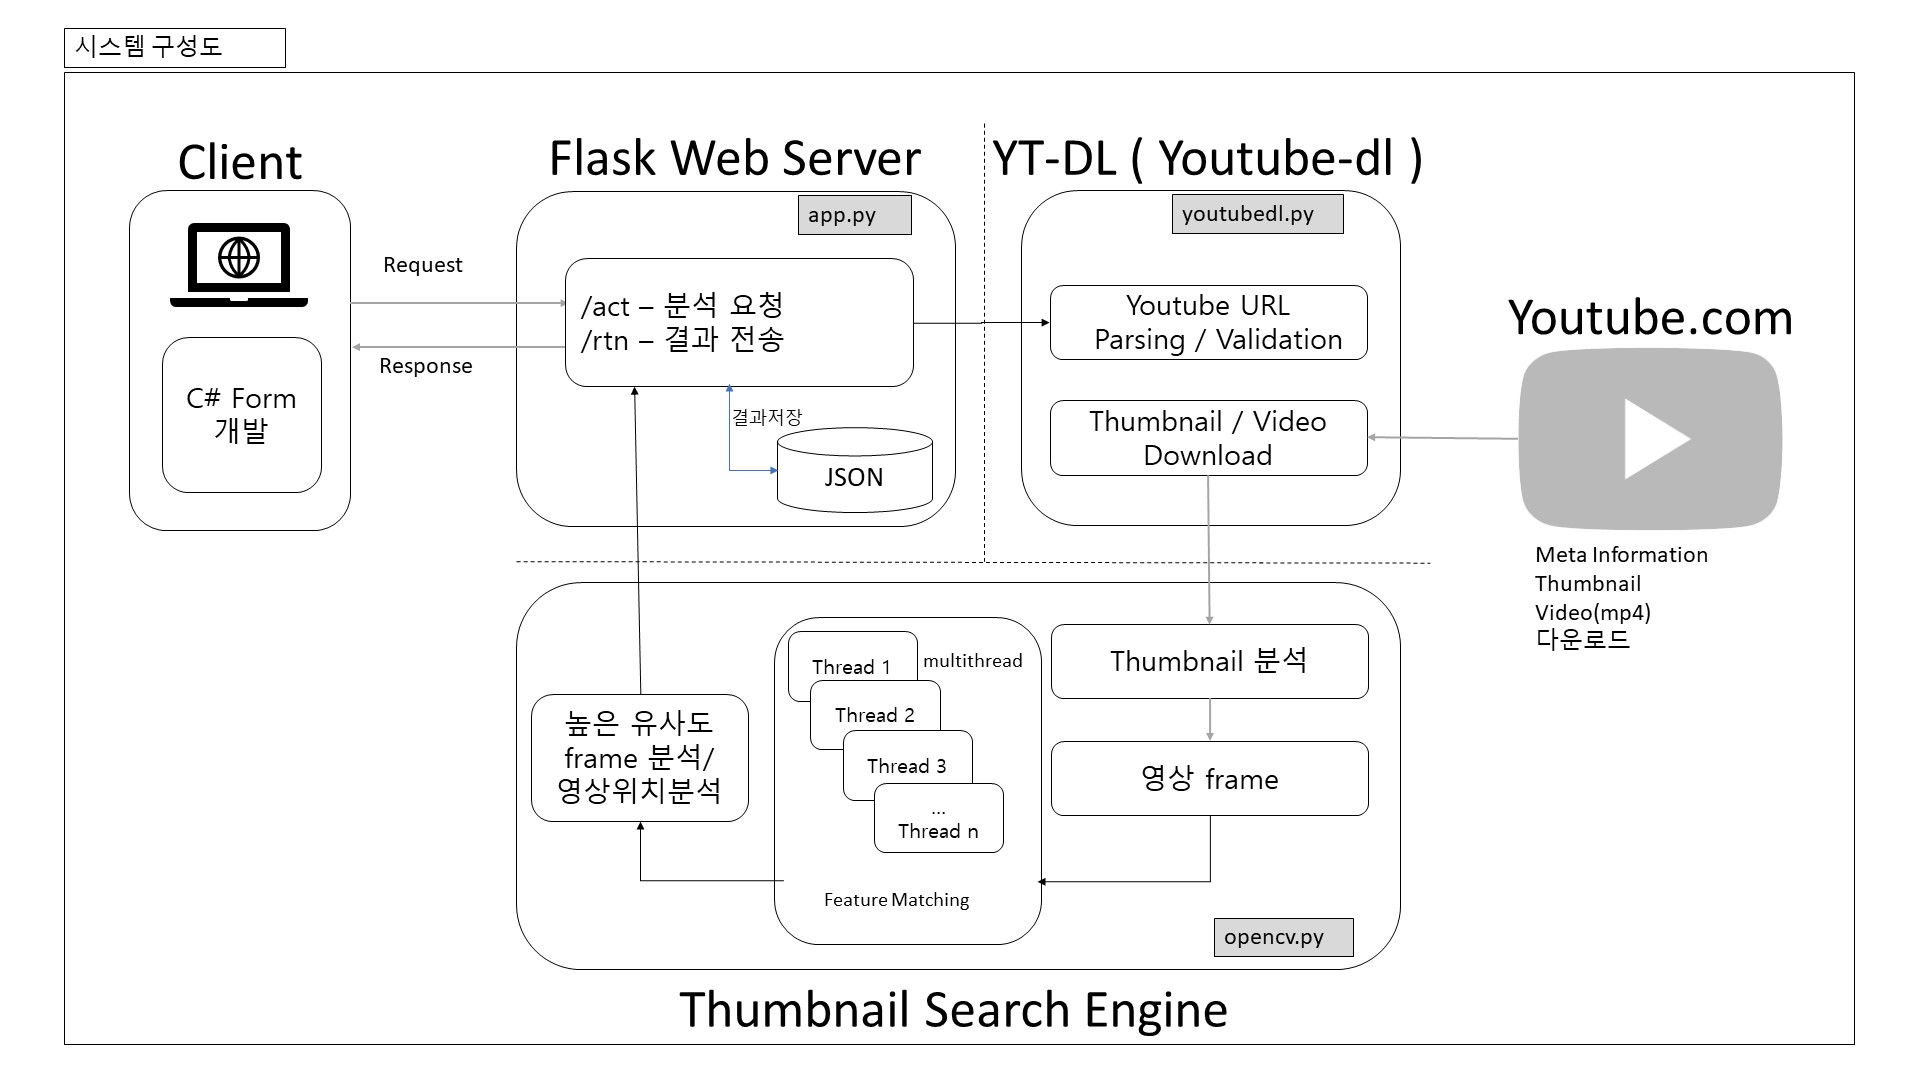 시스템 구성도
Client
C# Form
개발
Request
Response
Flask Web Server
app.py
/act – 분석 요청
/rtn – 결과 전송
결과저장
JSON
YT-DL ( Youtube-dl )
youtubedl.py
Youtube URL
Parsing / Validation
Thumbnail / Video
Download
Youtube.com
Meta Information
Thumbnail
Video(mp4)
다운로드
Thumbnail 분석
영상 frame
multithread
Thread 1
Thread 2
Thread 3
...
Thread n
Feature Matching
높은 유사도
frame 분석/
영상위치분석
opencv.py
Thumbnail Search Engine